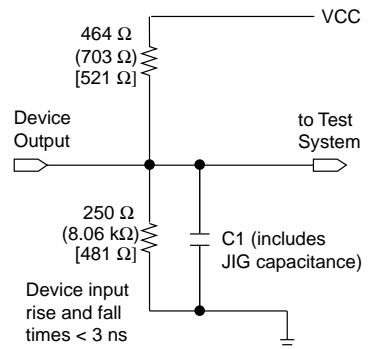 VCC
464 Ω
(703 Ω)
[521 Ω]
Device
Output
to Test
System
250 Ω
(8.06 kΩ)
[481 Ω]
C1 (includes
JIG capacitance)
Device input
rise and fall
times < 3 ns